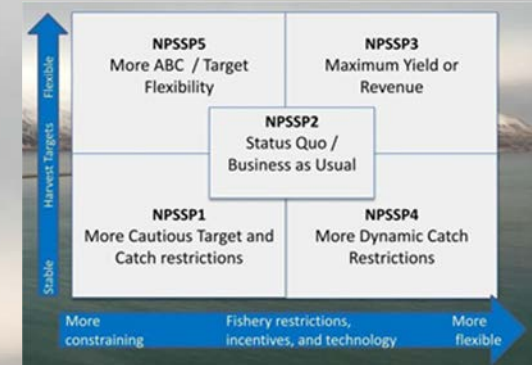 NPSSP5
More ABC / Target
Flexibility
NPSSP3
Maximum Yield or
Revenue
NPSSP2
Status Quo /
Business as Usual
NPSSP1
More Cautious Target and
Catch restrictions
NPSSP4
More Dynamic Catch
Restrictions
Flexible
Harvest Targets
Stable
More
constraining
Fishery restrictions,
incentives, and technology
More
flexible